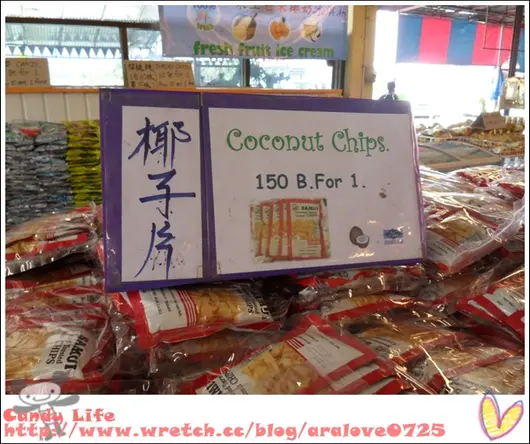 fresh fruit ice cream
椰子片
Coconut Chips.
150 B.For 1.
CHIPS
Candy Life
http://www.wretch.cc/blog/aralove0725